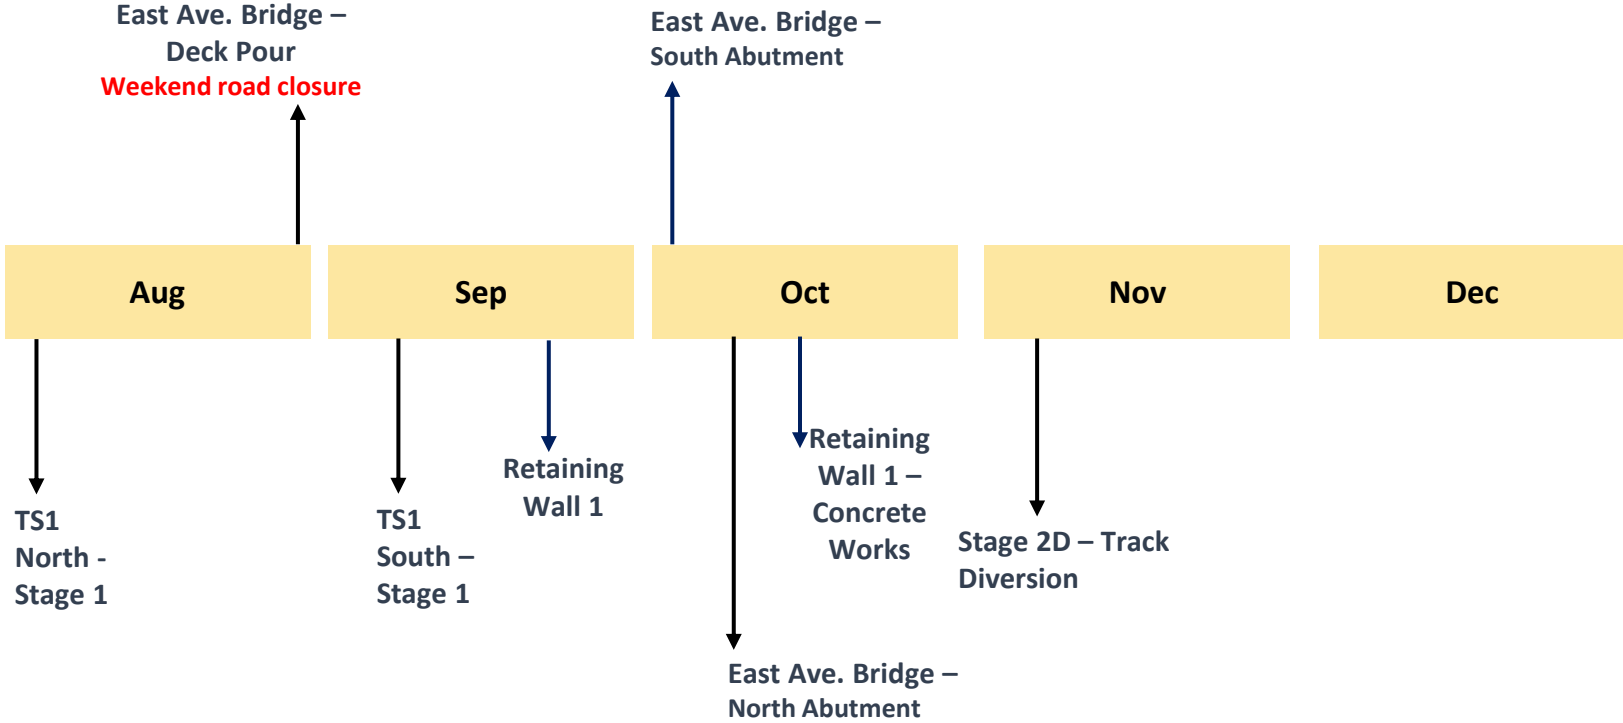 East Ave. Bridge –
Deck Pour
Weekend road closure
East Ave. Bridge –
South Abutment
Aug
Sep
Oct
Nov
Dec
TS1
North -
Stage 1
TS1
South –
Stage 1
Retaining
Wall 1
Retaining
Wall 1 –
Concrete
Works
Stage 2D – Track
Diversion
East Ave. Bridge –
North Abutment